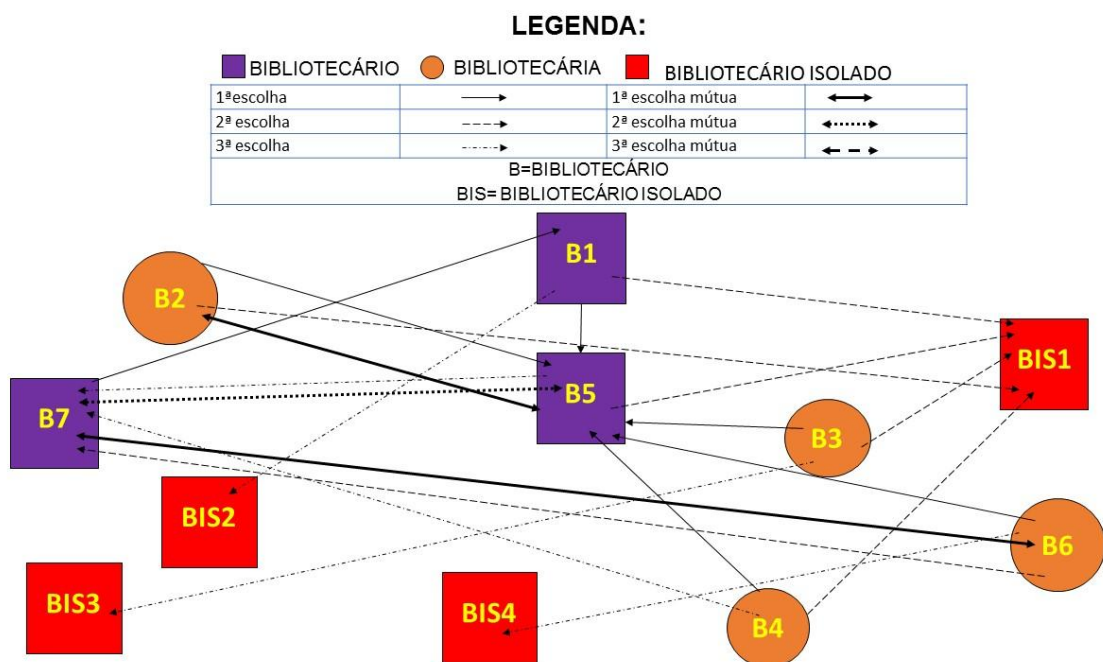 LEGENDA:
BIBLIOTECÁRIO BIBLIOTECÁRIA BIBLIOTECÁRIO ISOLADO
1ªescolha 1ª escolha mútua
2ª escolha 2ª escolha mútua
3ª escolha 3ª escolha mútua
B=BIBLIOTECÁRIO
BIS= BIBLIOTECÁRIO ISOLADO
B1
B2
BIS1
B5
B7
B3
BIS2
B6
BIS3
BIS4
B4